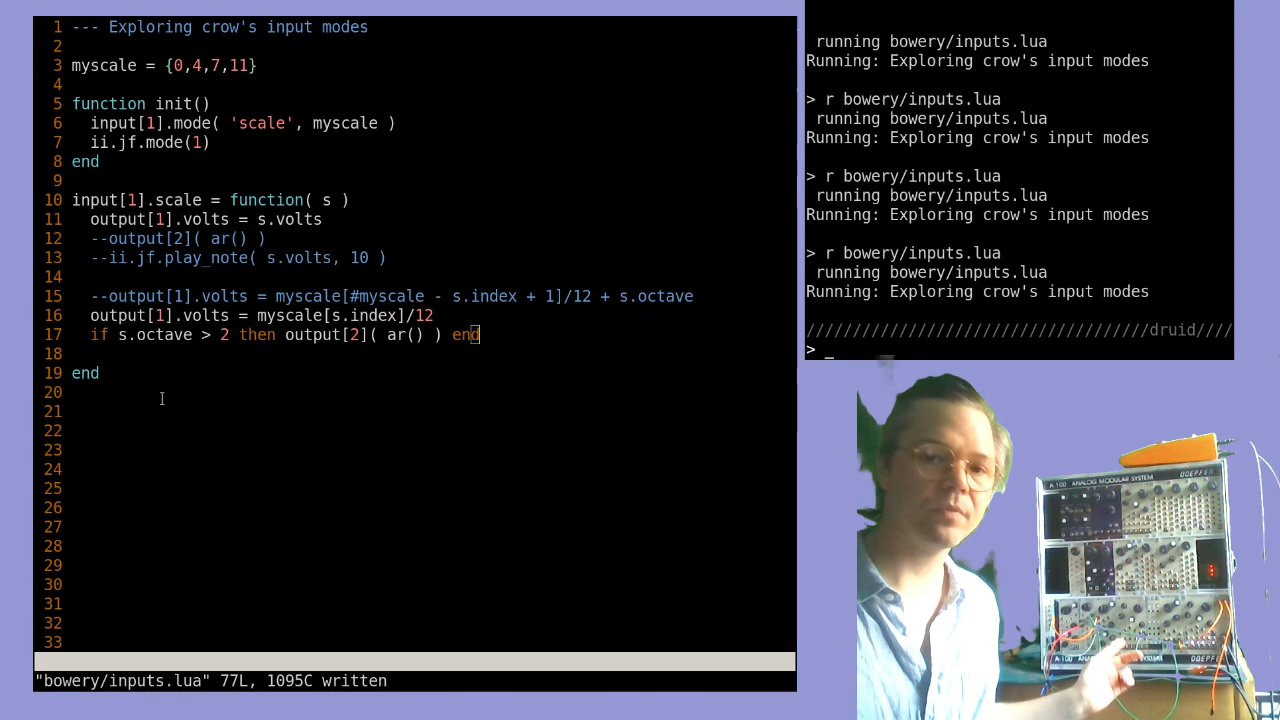 1 --- Exploring crow's input modes
2
3 myscale = {0,4,7,11}
4
5 function init()
6   input[1].mode( 'scale', myscale )
7   ii.jf.mode(1)
8 end
9
10 input[1].scale = function( s )
11   output[1].volts = s.volts
12   --output[2]( ar() )
13   --ii.jf.play_note( s.volts, 10 )
14
15   --output[1].volts = myscale[#myscale - s.index + 1]/12 + s.octave
16   output[1].volts = myscale[s.index]/12
17   if s.octave > 2 then output[2]( ar() ) end
18
19 end
20
21
22
23
24
25
26
27
28
29
30
31
32
33
"bowery/inputs.lua" 77L, 1095C written
running bowery/inputs.lua
Running: Exploring crow's input modes
> r bowery/inputs.lua
running bowery/inputs.lua
Running: Exploring crow's input modes
> r bowery/inputs.lua
running bowery/inputs.lua
Running: Exploring crow's input modes
> r bowery/inputs.lua
running bowery/inputs.lua
Running: Exploring crow's input modes
/////////////////////////////////////druid////
> _
A-100 ANALOG MODULAR SYSTEM
DOEPFER